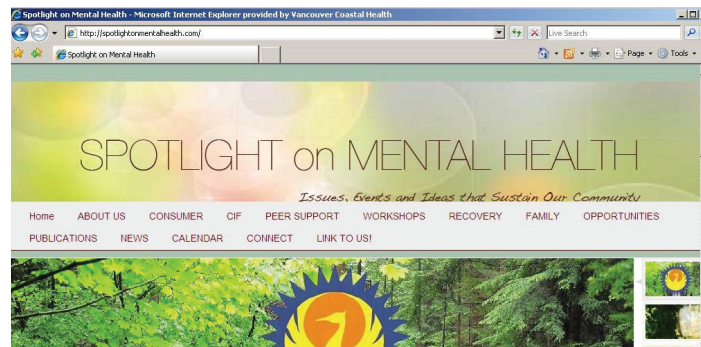 Spotlight on Mental Health - Microsoft Internet Explorer provided by Vancouver Coastal Health
http://spotlightonmentalhealth.com/
Live Search
Spotlight on Mental Health
Page
Tools
SPOTLIGHT on MENTAL HEALTH
Issues, Events and Ideas that Sustain Our Community
Home ABOUT US CONSUMER CIF PEER SUPPORT WORKSHOPS RECOVERY FAMILY OPPORTUNITIES
PUBLICATIONS NEWS CALENDAR CONNECT LINK TO US!